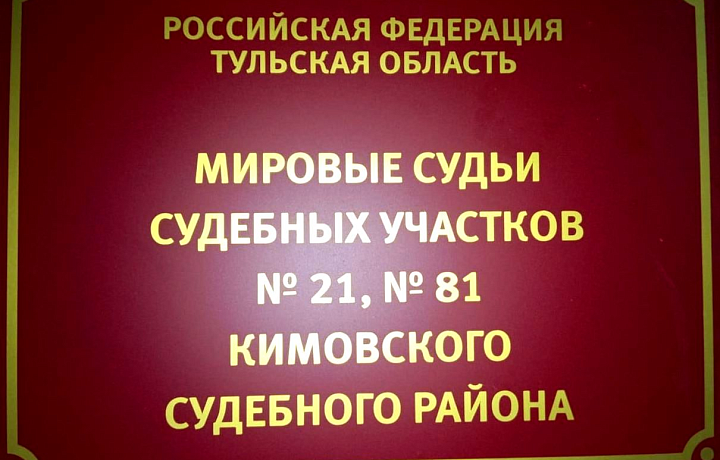 РОССИЙСКАЯ ФЕДЕРАЦИЯ
ТУЛЬСКАЯ ОБЛАСТЬ
МИРОВЫЕ СУДЬИ
СУДЕБНЫХ УЧАСТКОВ
№ 21, № 81
КИМОВСКОГО
СУДЕБНОГО РАЙОНА